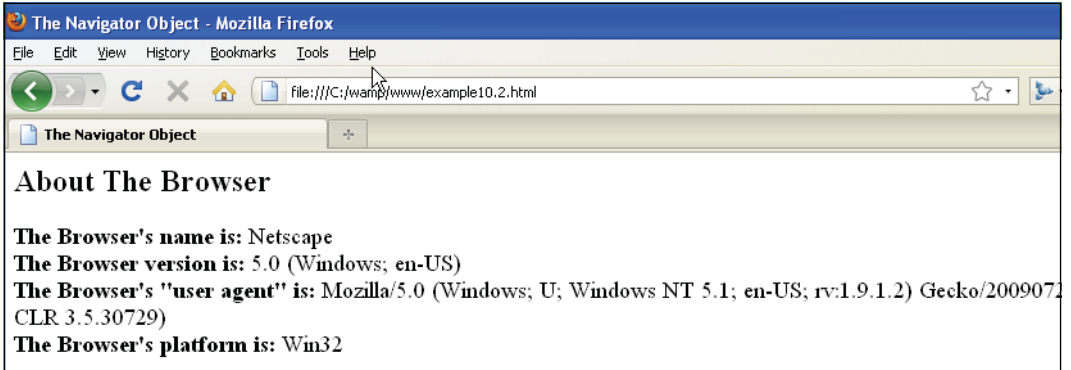 The Navigator Object - Mozilla Firefox
File Edit View History Bookmarks Tools Help
file:///C:/wamp/www/example10.2.html
The Navigator Object
About The Browser
The Browser's name is: Netscape
The Browser version is: 5.0 (Windows; en-US)
The Browser's "user agent" is: Mozilla/5.0 (Windows; U; Windows NT 5.1; en-US; rv:1.9.1.2) Gecko/2009072
CLR 3.5.30729)
The Browser's platform is: Win32